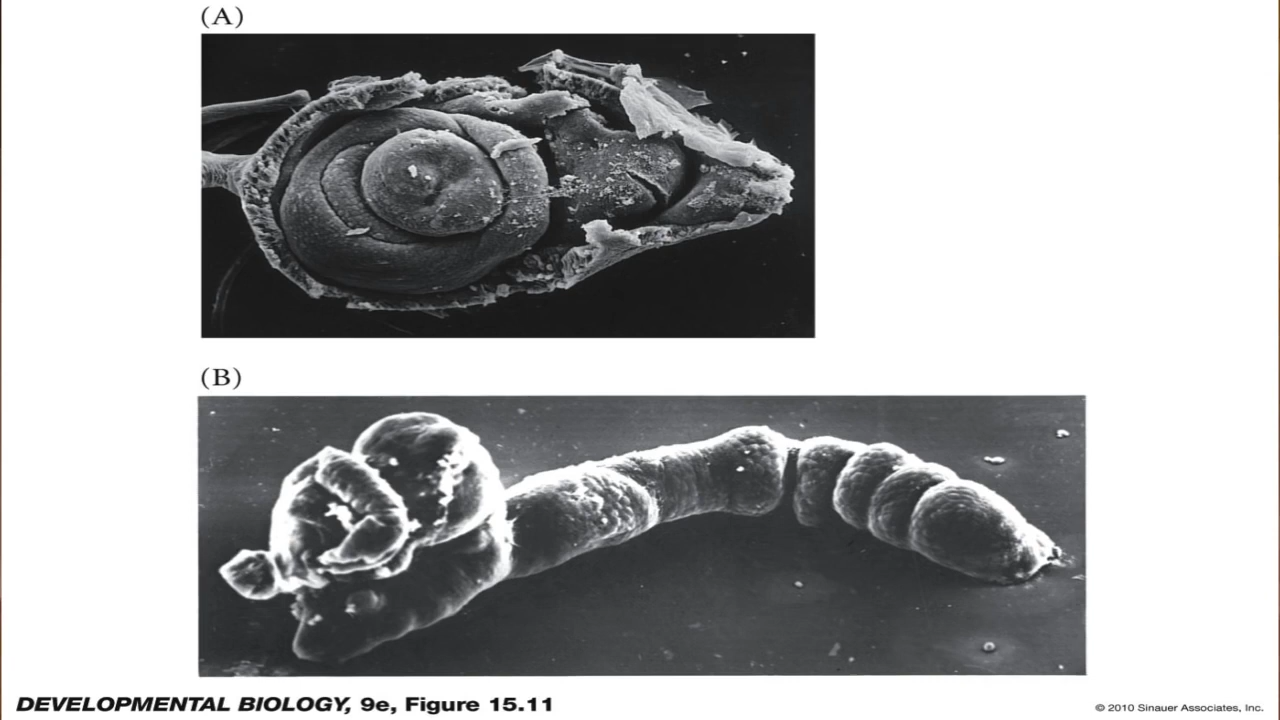 (A)
(B)
DEVELOPMENTAL BIOLOGY, 9e, Figure 15.11
© 2010 Sinauer Associates, Inc.